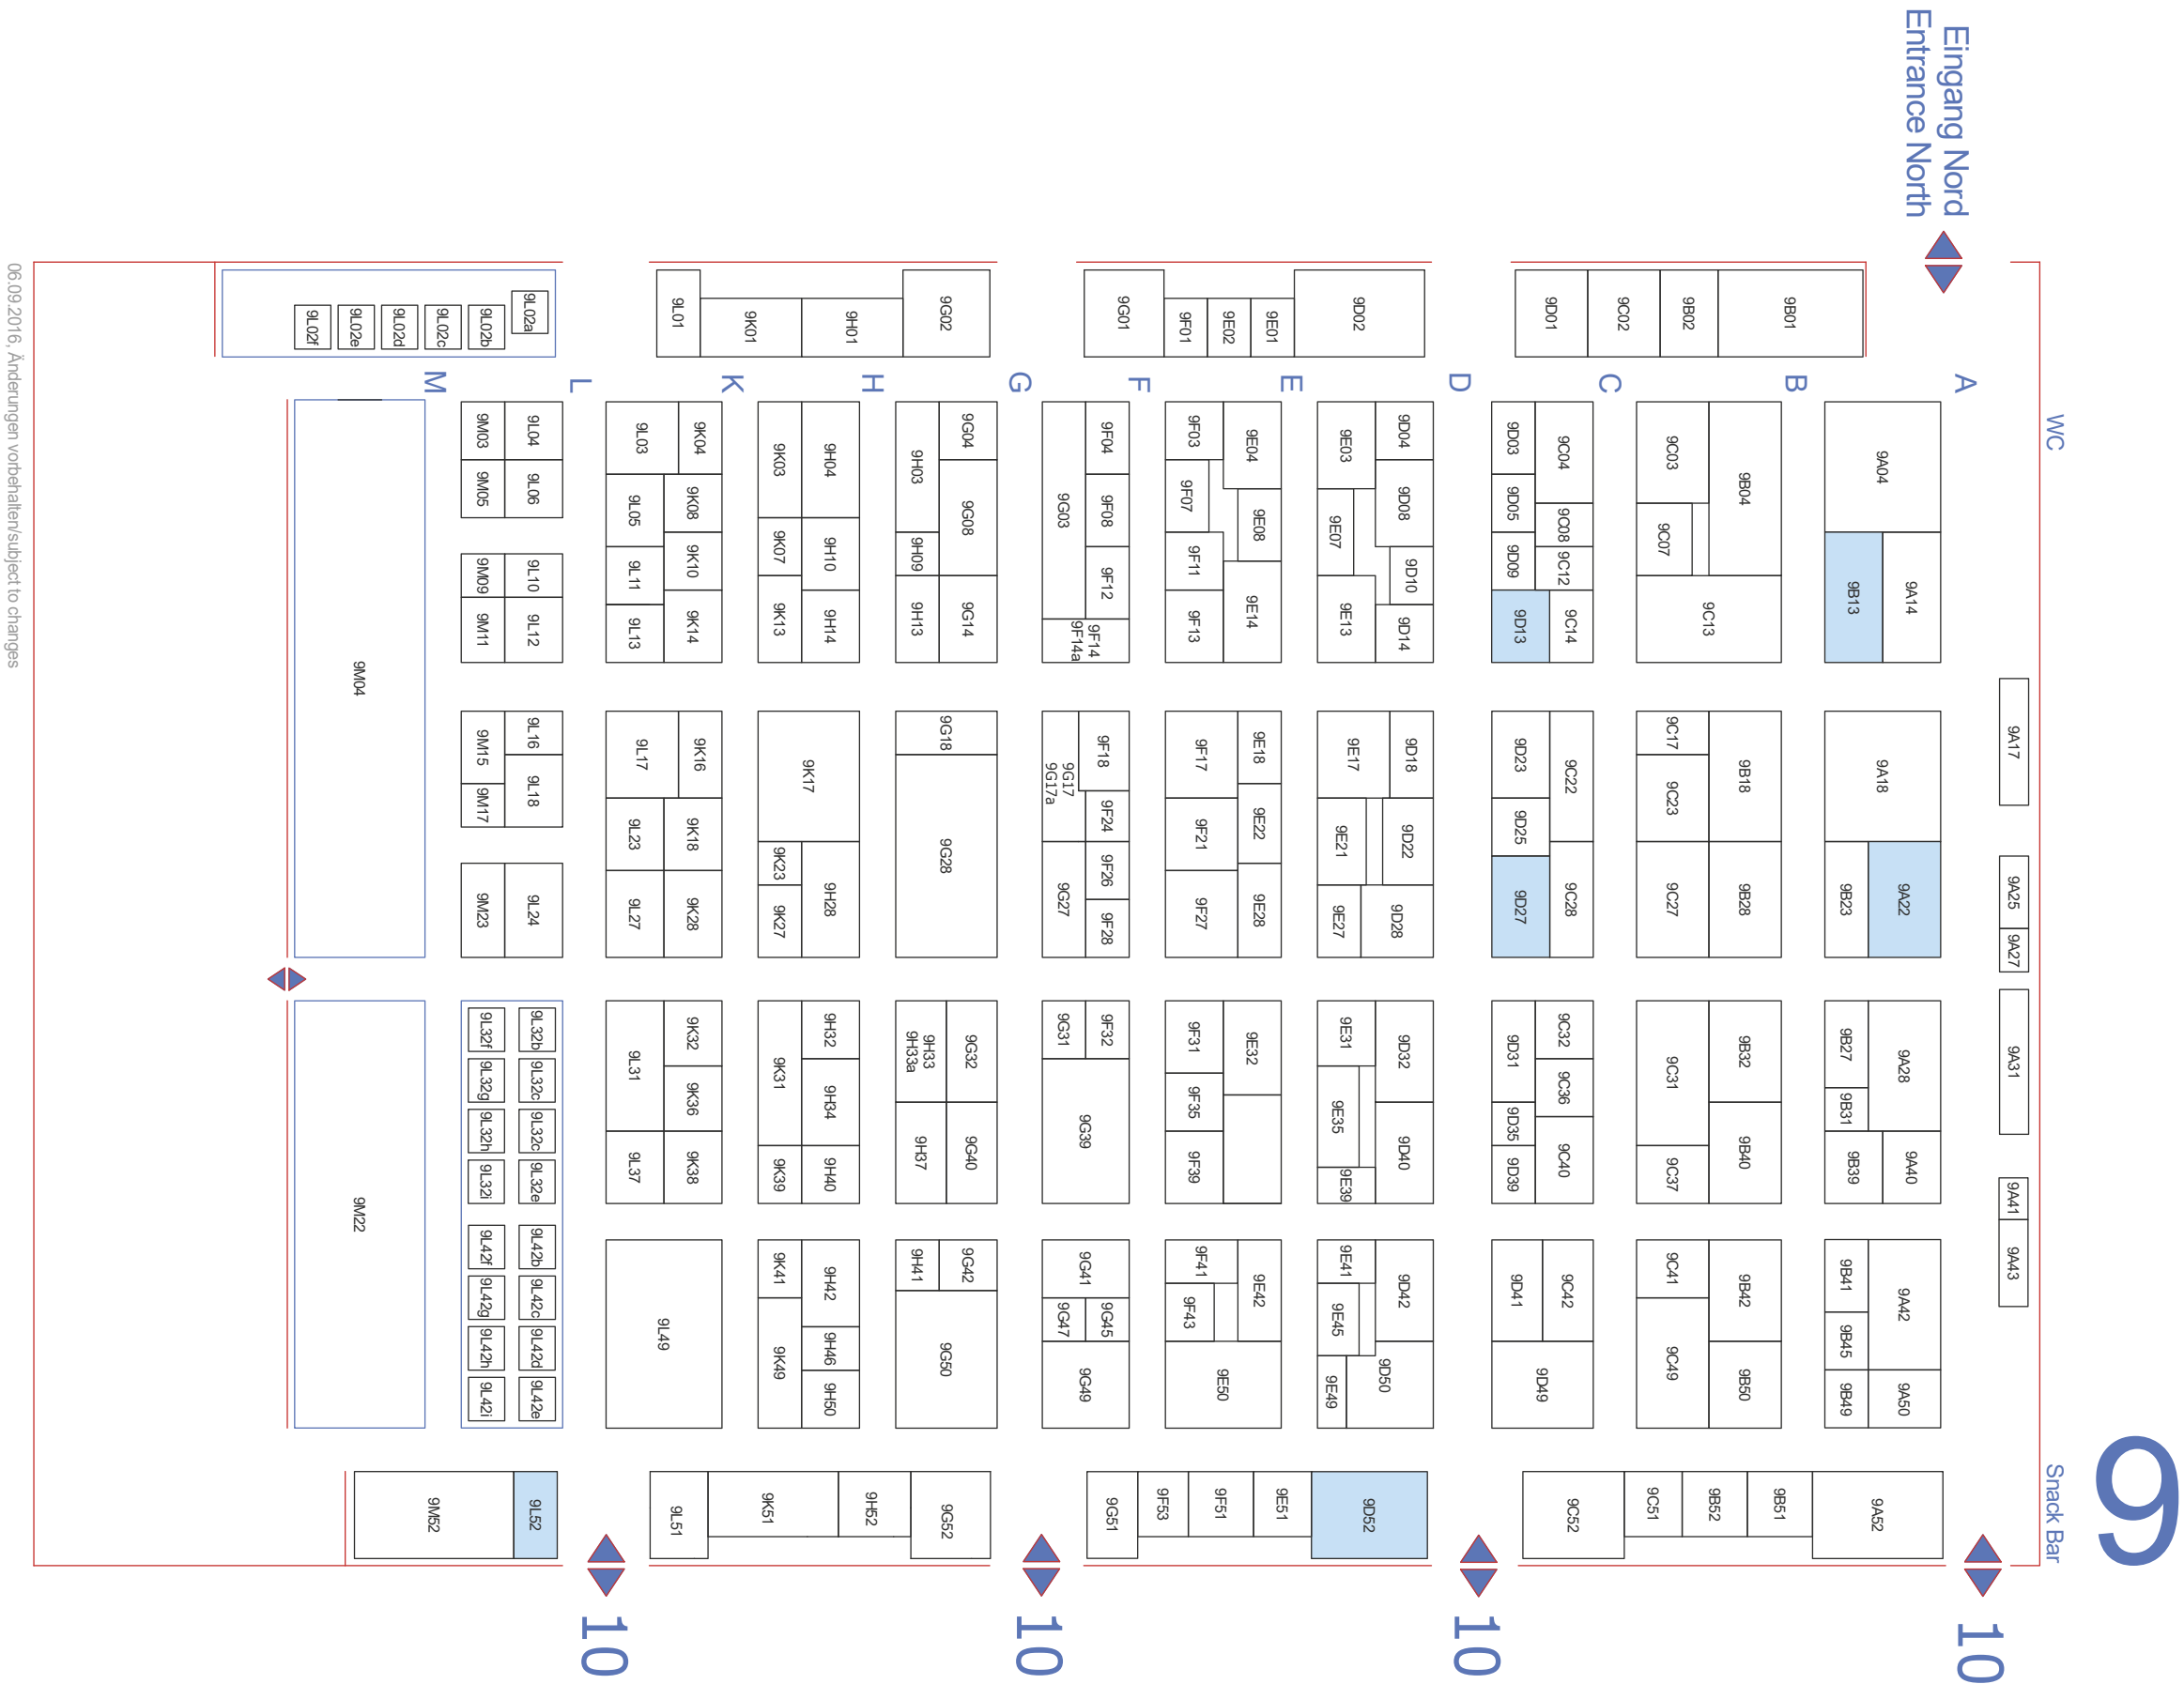 9
WC
Snack Bar
Eingang Nord
Entrance North
10
10
10
10
A
B
C
D
E
F
G
H
K
L
M
9A17
9A25
9A27
9A31
9A41
9A43
9A04
9A14
9B13
9A18
9A22
9B23
9A28
9B27
9B31
9A40
9B39
9A42
9B41
9B45
9A50
9B49
9A52
9B01
9B02
9C02
9D01
9B04
9C03
9C07
9C13
9B18
9C17
9C23
9B28
9C27
9B32
9C31
9B40
9C37
9B42
9C41
9B50
9C49
9B51
9B52
9C51
9C52
9C04
9C08
9C12
9C14
9D03
9D05
9D09
9D13
9C22
9C28
9D23
9D25
9D27
9C32
9C36
9C40
9D31
9D35
9D39
9C42
9D41
9D49
9D02
9E01
9E02
9F01
9G01
9D04
9D08
9D10
9D14
9E03
9E07
9E13
9D18
9D22
9D28
9E17
9E21
9E27
9D32
9D40
9E31
9E35
9E39
9D42
9D50
9E41
9E45
9E49
9D52
9E51
9F51
9F53
9G51
9E04
9E08
9E14
9F03
9F07
9F11
9F13
9E18
9E22
9E28
9F17
9F21
9F27
9E32
9F31
9F35
9F39
9E42
9F41
9F43
9E50
9F04
9F08
9F12
9F14
9F14a
9G03
9F18
9F24
9F26
9F28
9G17
9G17a
9G27
9F32
9G31
9G39
9G41
9G45
9G47
9G49
9G02
9H01
9K01
9L01
9G04
9G08
9G14
9H03
9H09
9H13
9G18
9G28
9G32
9H33
9H33a
9G40
9H37
9G42
9H41
9G50
9G52
9H52
9K51
9L51
9H04
9H10
9H14
9K03
9K07
9K13
9K17
9H28
9K23
9K27
9H32
9H34
9H40
9K31
9K39
9H42
9H46
9H50
9K41
9K49
9K04
9K08
9K10
9K14
9L03
9L05
9L11
9L13
9K16
9K18
9K28
9L17
9L23
9L27
9K32
9K36
9K38
9L31
9L37
9L49
9L02a
9L02b
9L02c
9L02d
9L02e
9L02f
9L04
9L06
9L10
9L12
9M03
9M05
9M09
9M11
9L16
9L18
9L24
9M15
9M17
9M23
9L32b
9L32c
9L32c
9L32e
9L32f
9L32g
9L32h
9L32i
9L42b
9L42c
9L42d
9L42e
9L42f
9L42g
9L42h
9L42i
9L52
9M52
9M04
9M22
06.09.2016, Änderungen vorbehalten/subject to changes